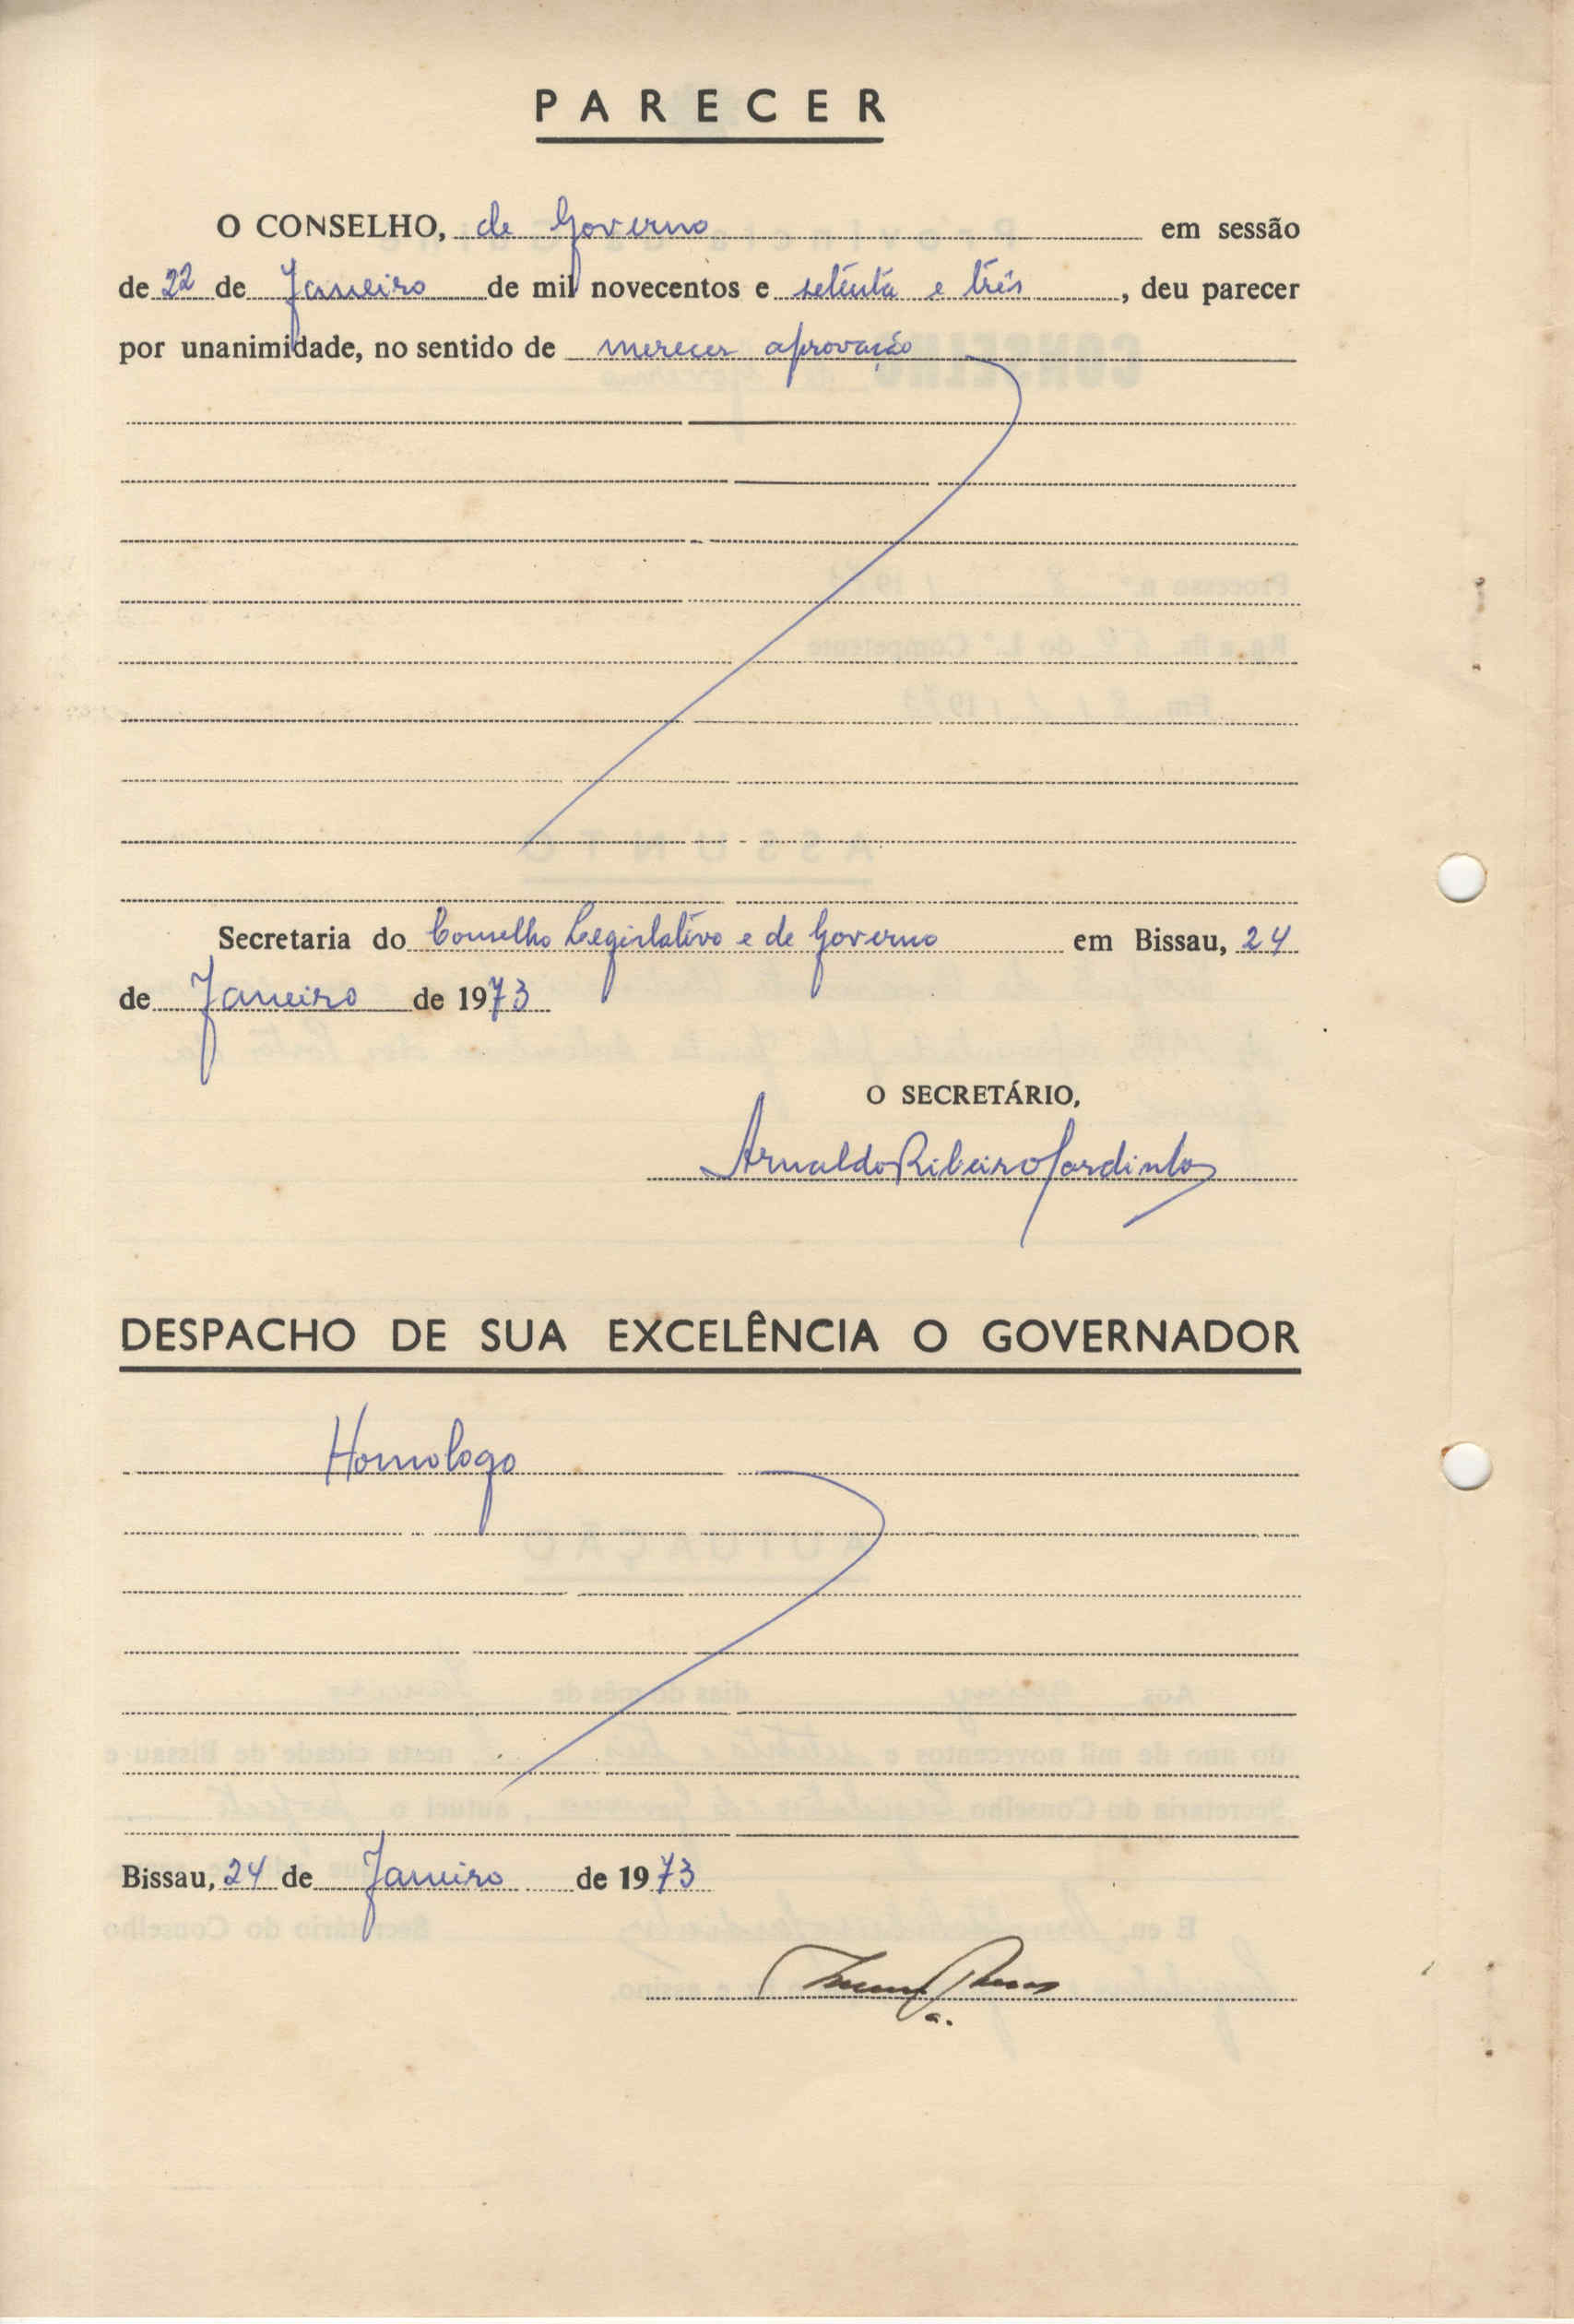 PARECER
O CONSELHO, de Governo em sessão
de 22 de Janeiro de mil novecentos e setenta e três, deu parecer
por unanimidade, no sentido de merecer aprovação
Secretaria do Conselho Legislativo e de Governo em Bissau, 24
de Janeiro de 1973
O SECRETÁRIO,
Arnaldo Ribeiro Sardinha
DESPACHO DE SUA EXCELÊNCIA O GOVERNADOR
Homologo
Bissau, 24 de Janeiro de 1973